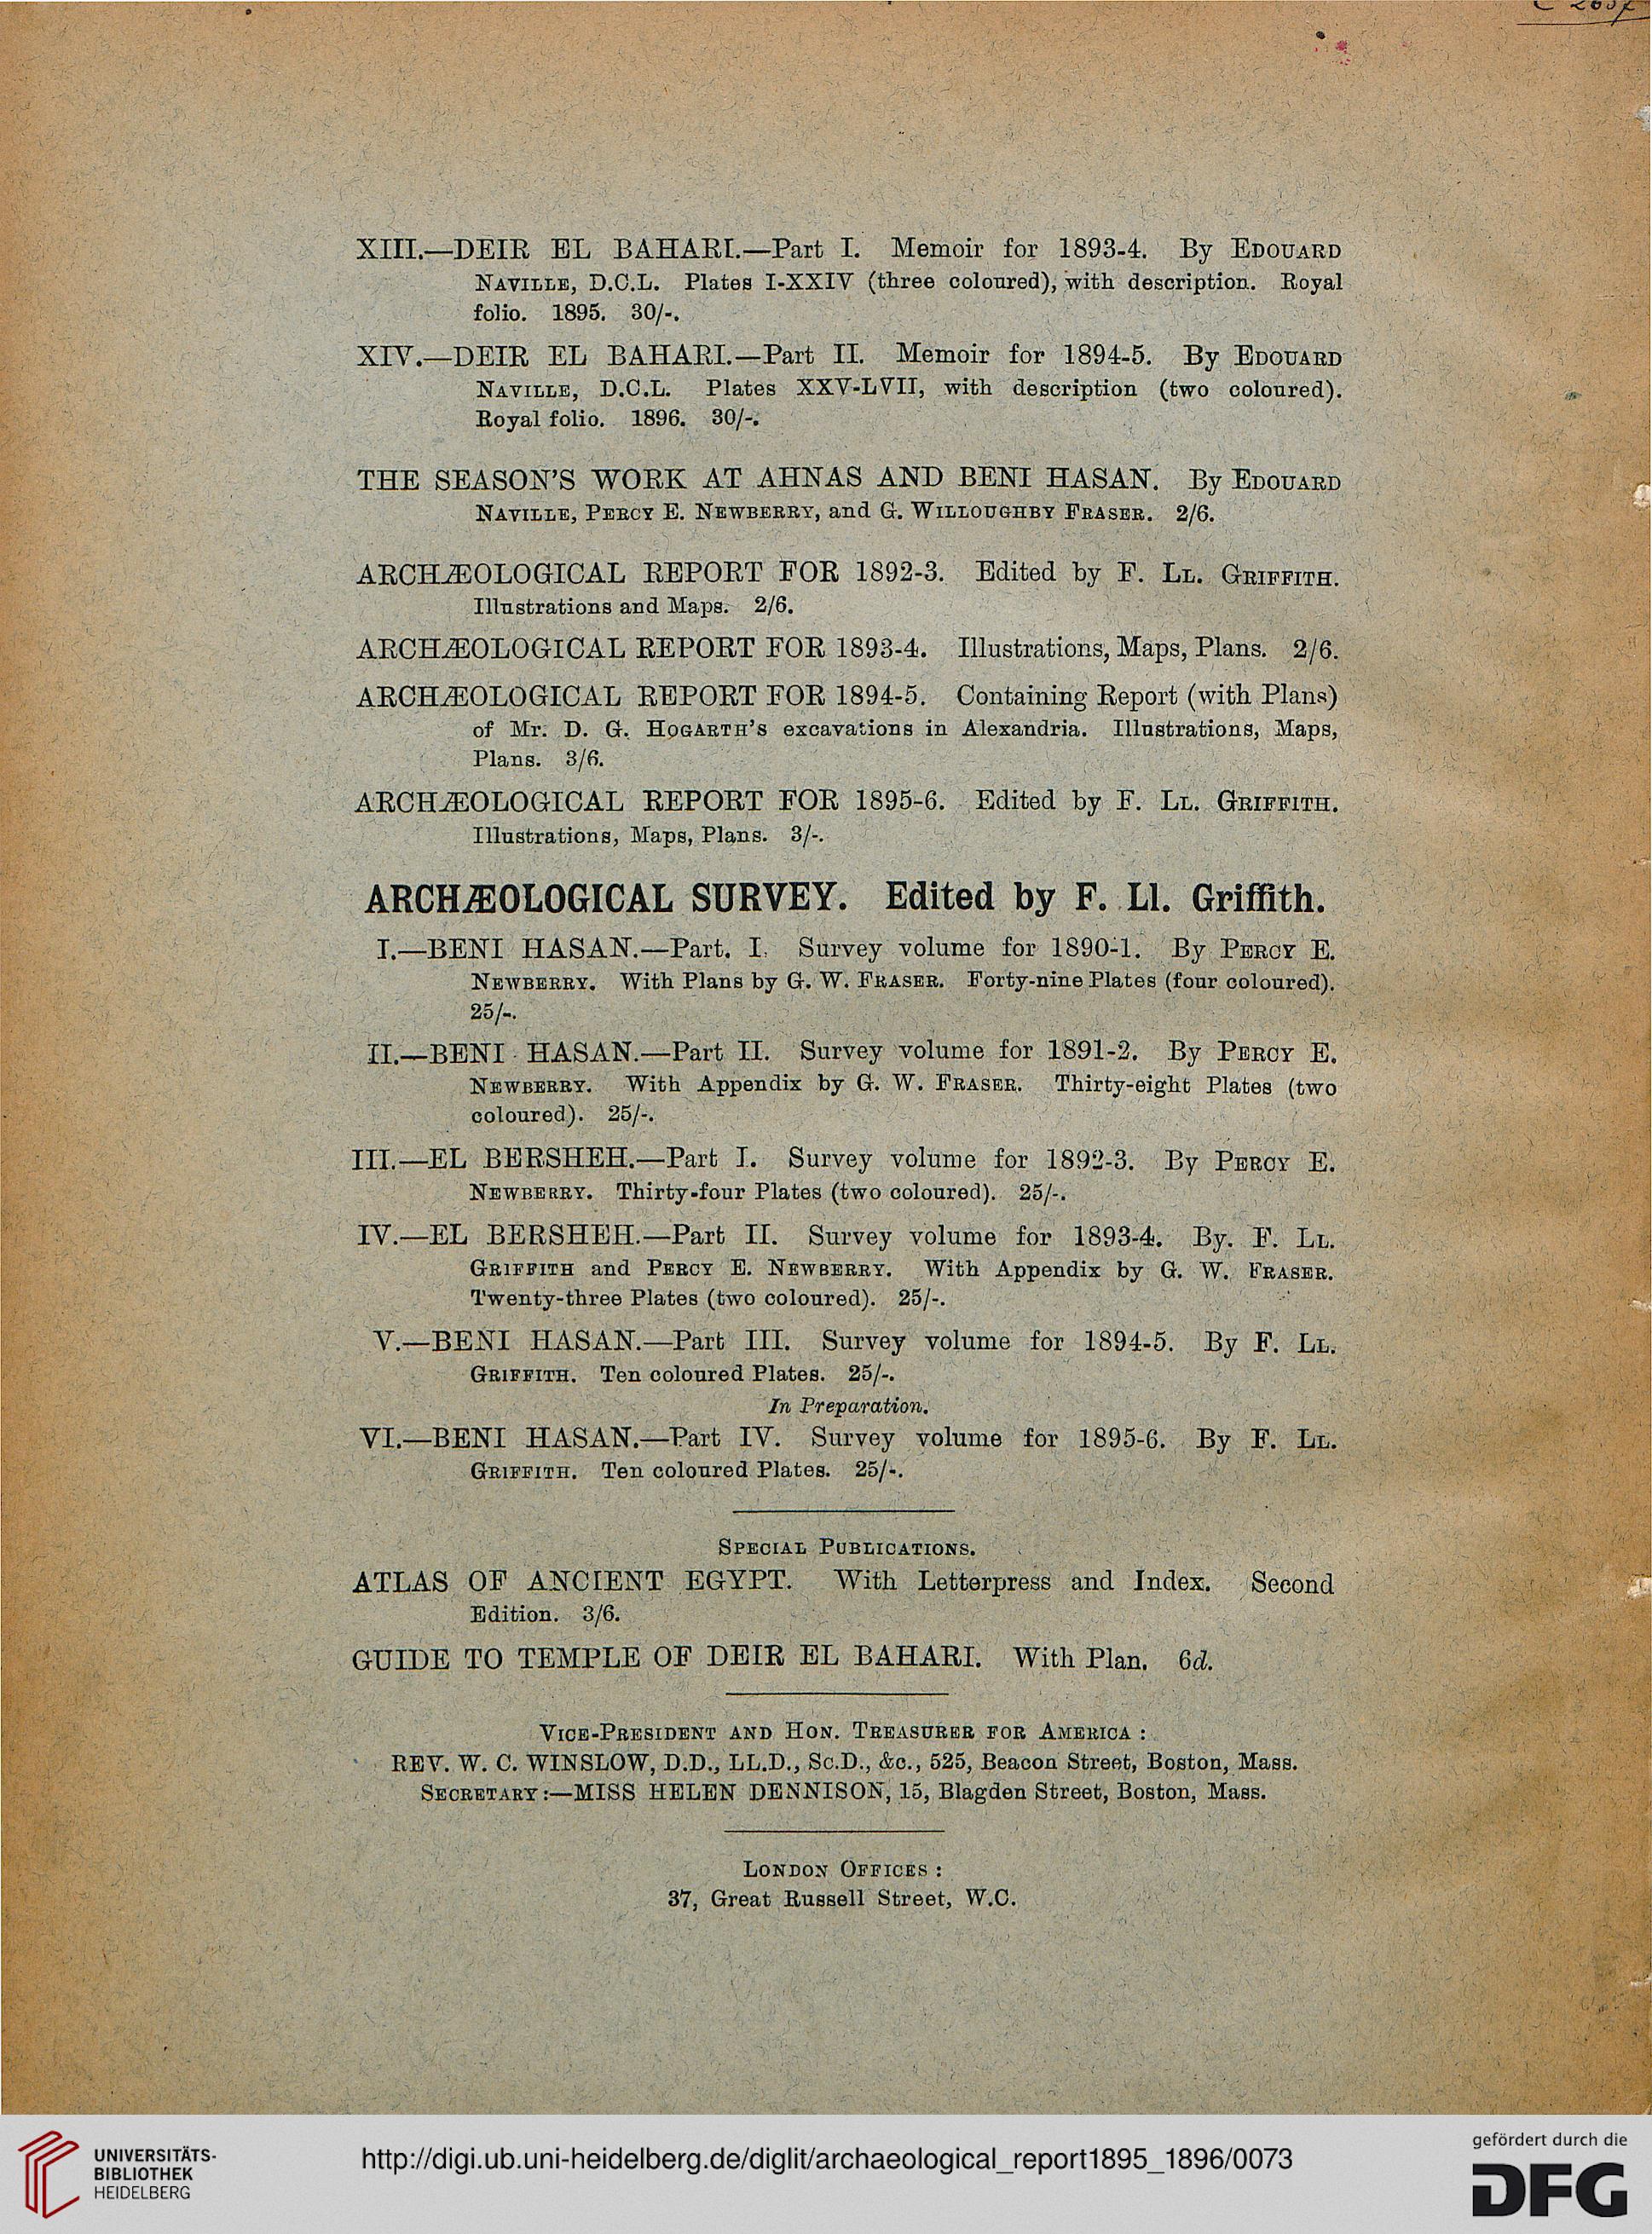 XIII.—DEIR EL BAHARI.—Part I. Memoir for 1893-4. By EDOUARD
NAVILLE, D.C.L. Plates I-XXIV (three coloured), with description. Royal
folio. 1895. 30/-.
XIV.—DEIR EL BAHARI.—Part II. Memoir for 1894-5. By EDOUARD
NAVILLE, D.C.L. Plates XXV-LVII, with description (two coloured).
Royal folio. 1896. 30/-.
THE SEASON'S WORK AT AHNAS AND BENI HASAN. By EDOUARD
NAVILLE, PERCY E. NEWBERRY, and G. WILLOUGHBY FRASER. 2/6.
ARCHÆOLOGICAL REPORT FOR 1892-3. Edited by F. LL. GRIFFITH.
Illustrations and Maps. 2/6.
ARCHÆOLOGICAL REPORT FOR 1893-4. Illustrations, Maps, Plans. 2/6.
ARCHÆOLOGICAL REPORT FOR 1894-5. Containing Report (with Plans)
of Mr. D. G. HOGARTH'S excavations in Alexandria. Illustrations, Maps,
Plans. 3/6.
ARCHÆOLOGICAL REPORT FOR 1895-6. Edited by F. LL. GRIFFITH.
Illustrations, Maps, Plans. 3/-.
ARCHÆOLOGICAL SURVEY. Edited by F. Ll. Griffith.
I.—BENI HASAN.—Part. I. Survey volume for 1890-1. By PERCY E.
NEWBERRY. With Plans by G. W. FRASER. Forty-nine Plates (four coloured).
25/-.
II.—BENI HASAN.—Part II. Survey volume for 1891-2. By PERCY E.
NEWBERRY. With Appendix by G. W. FRASER. Thirty-eight Plates (two
coloured). 25/-.
III.—EL BERSHEH.—Part I. Survey volume for 1892-3. By PERCY E.
NEWBERRY. Thirty-four Plates (two coloured). 25/-.
IV.—EL BERSHEH.—Part II. Survey volume for 1893-4. By. F. LL.
GRIFFITH and PERCY E. NEWBERRY. With Appendix by G. W. FRASER.
Twenty-three Plates (two coloured). 25/-.
V.—BENI HASAN.—Part III. Survey volume for 1894-5. By F. LL.
GRIFFITH. Ten coloured Plates. 25/-.
In Preparation.
VI.—BENI HASAN.—Part IV. Survey volume for 1895-6. By F. LL.
GRIFFITH. Ten coloured Plates. 25/-.
SPECIAL PUBLICATIONS.
ATLAS OF ANCIENT EGYPT. With Letterpress and Index. Second
Edition. 3/6.
GUIDE TO TEMPLE OF DEIR EL BAHARI. With Plan. 6d.
VICE-PRESIDENT AND HON. TREASURER FOR AMERICA :
REV. W. C. WINSLOW, D.D., LL.D., Sc.D., &c., 525, Beacon Street, Boston, Mass.
SECRETARY :—MISS HELEN DENNISON, 15, Blagden Street, Boston, Mass.
LONDON OFFICES :
37, Great Russell Street, W.C.
UNIVERSITÄTS-
BIBLIOTHEK
HEIDELBERG
http://digi.ub.uni-heidelberg.de/diglit/archaeological_report1895_1896/0073
gefördert durch die
DFG